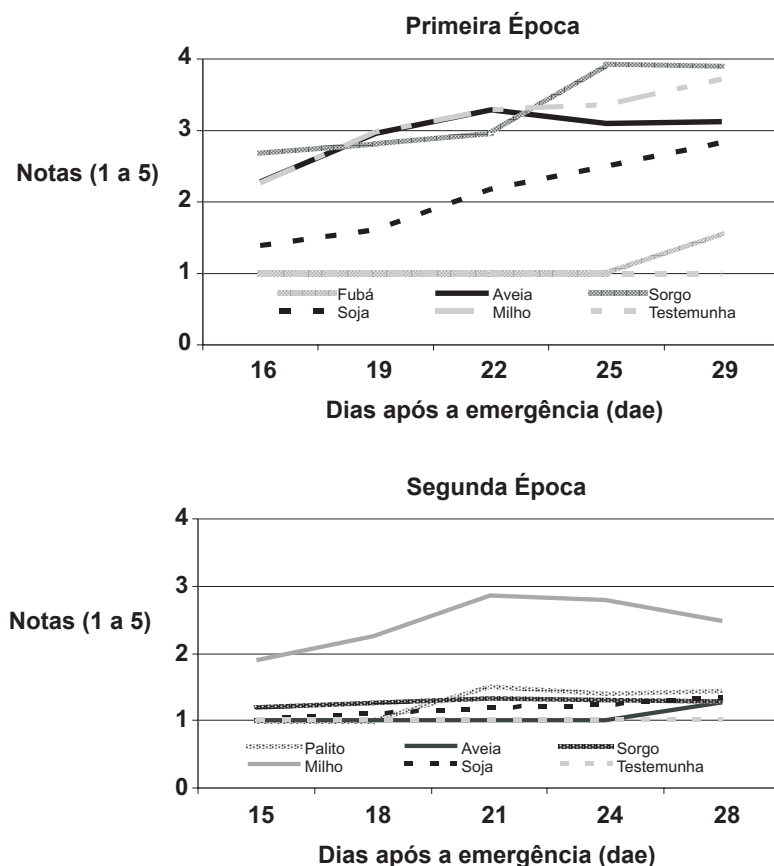 Primeira Época
4
3
Notas (1 a 5)
2
1
Fubá Aveia Sorgo
Soja Milho Testemunha
0
16 19 22 25 29
Dias após a emergência (dae)
Segunda Época
4
3
Notas (1 a 5)
2
1
Palito Aveia Sorgo
Milho Soja Testemunha
0
15 18 21 24 28
Dias após a emergência (dae)